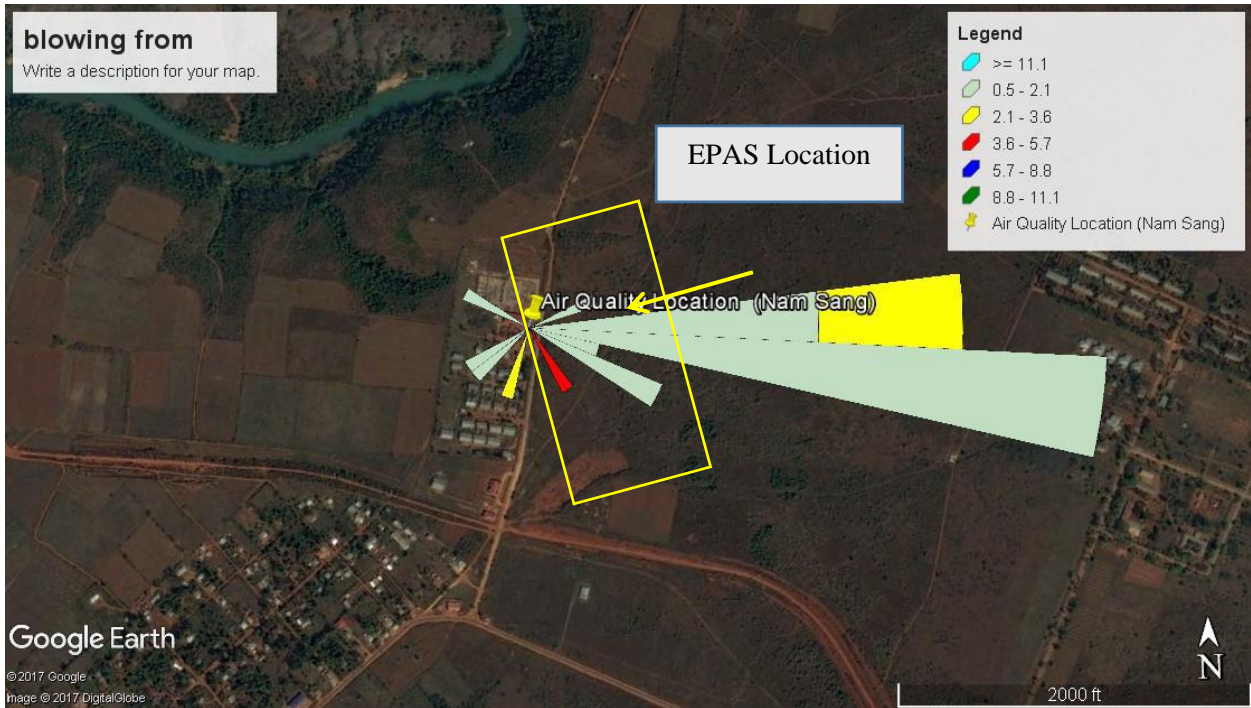 blowing from
Write a description for your map.
Legend
>= 11.1
0.5 - 2.1
2.1 - 3.6
3.6 - 5.7
5.7 - 8.8
8.8 - 11.1
Air Quality Location (Nam Sang)
EPAS Location
Air Quality Location (Nam Sang)
Google Earth
©2017 Google
Image © 2017 DigitalGlobe
N
2000 ft